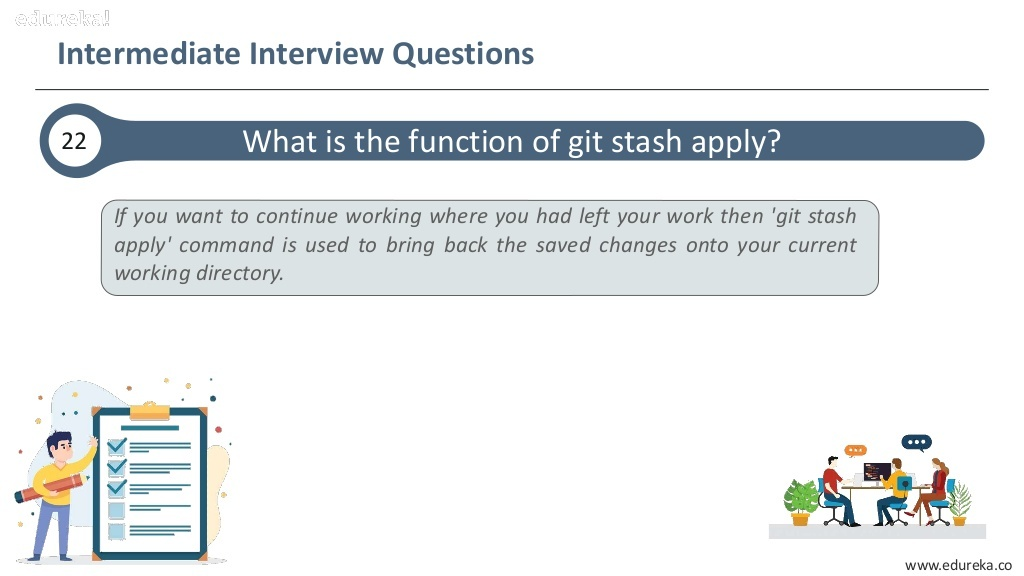 edureka!
Intermediate Interview Questions
22
What is the function of git stash apply?
If you want to continue working where you had left your work then 'git stash
apply' command is used to bring back the saved changes onto your current
working directory.
www.edureka.co